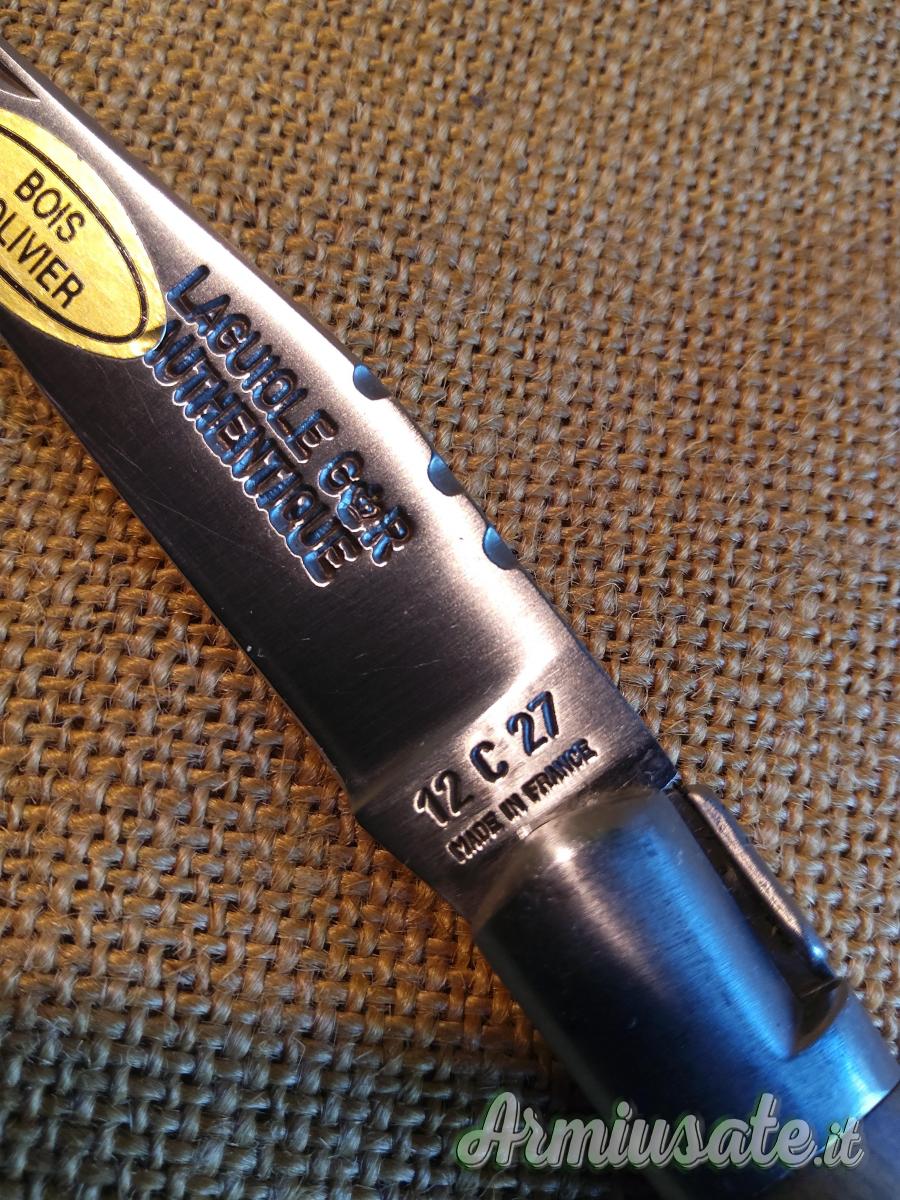 BOIS
OLIVIER
LAGUIOLE G R
AUTHENTIQUE
12 C 27
MADE IN FRANCE
Armiusate.it